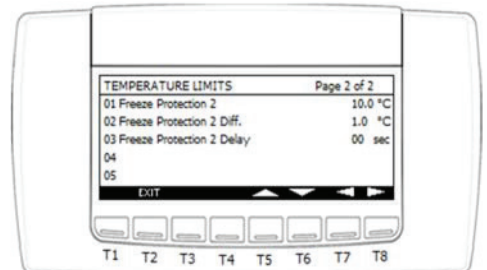 TEMPERATURE LIMITS Page 2 of 2
01 Freeze Protection 2 10.0 °C
02 Freeze Protection 2 Diff. 1.0 °C
03 Freeze Protection 2 Delay 00 sec
04
05
EXIT
T1 T2 T3 T4 T5 T6 T7 T8